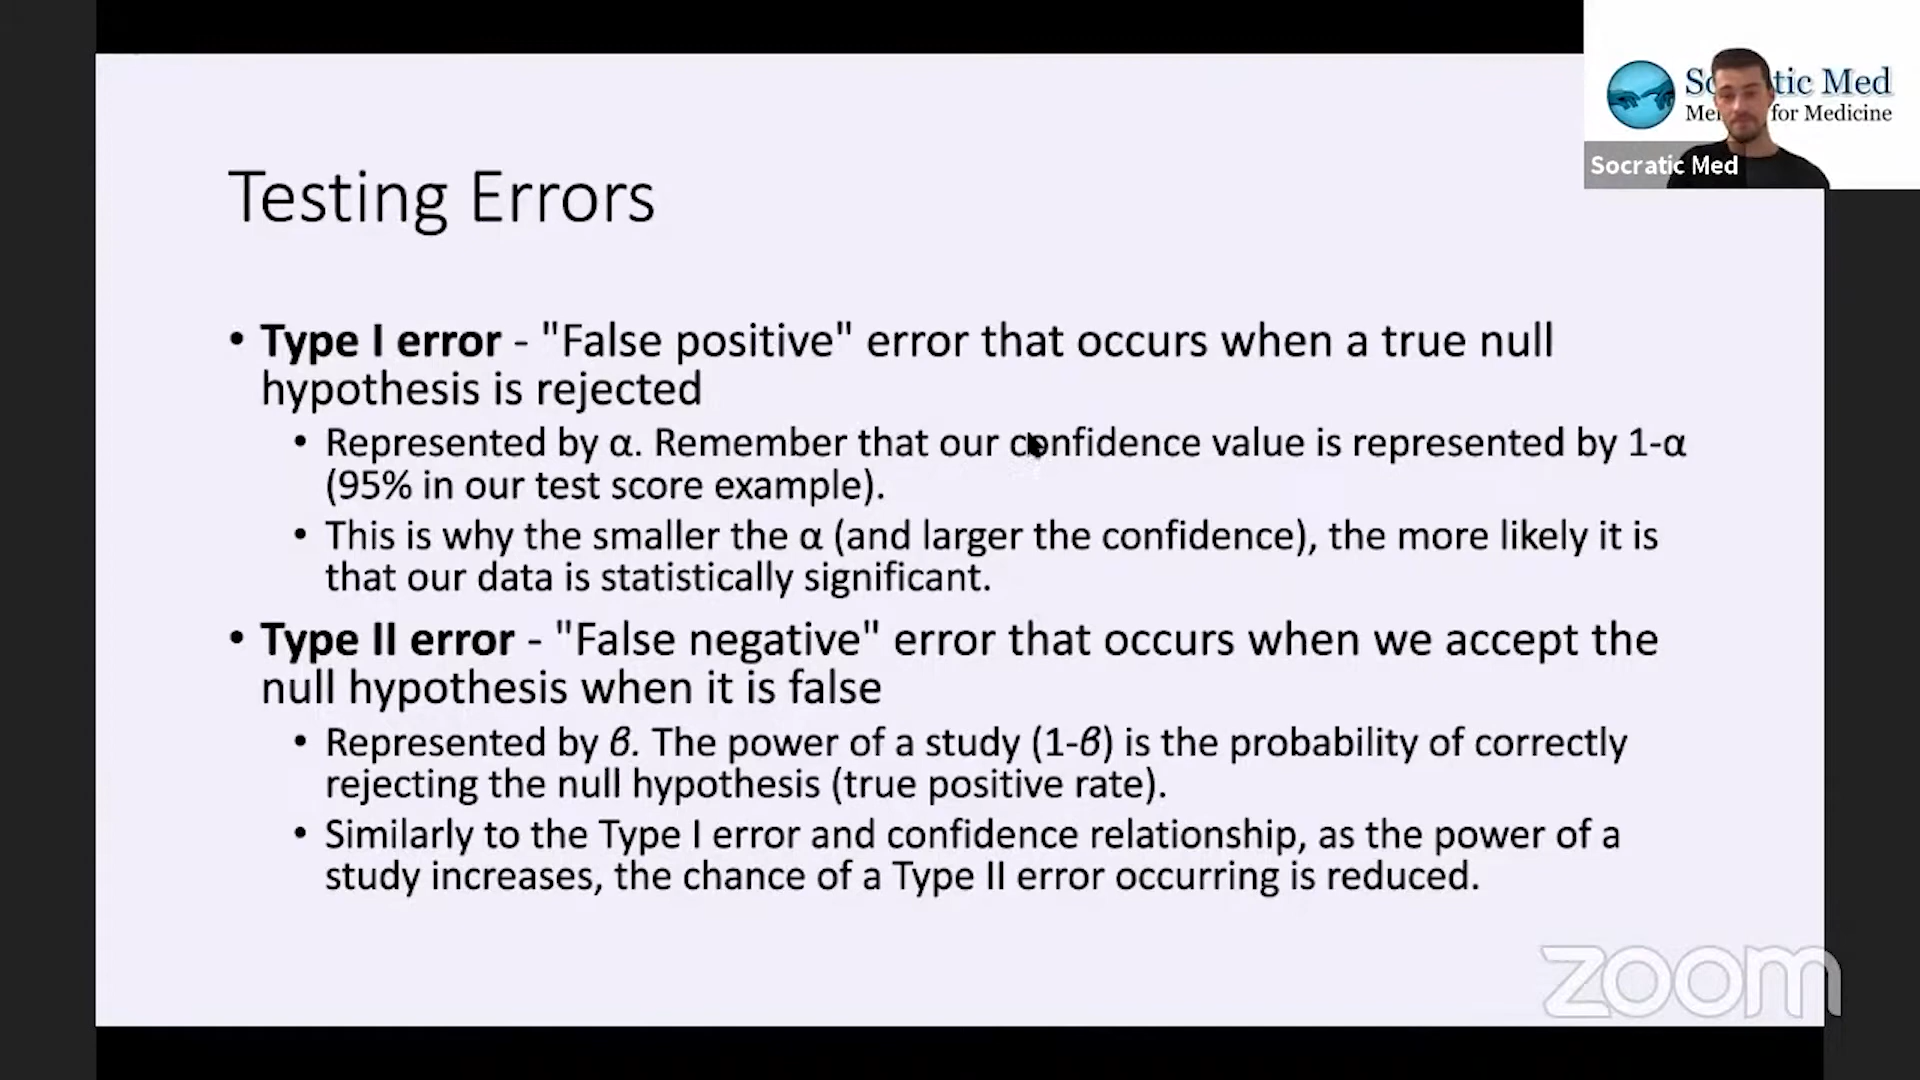 Socratic Med
Testing Errors
• Type I error - "False positive" error that occurs when a true null
hypothesis is rejected
• Represented by α. Remember that our confidence value is represented by 1-α
(95% in our test score example).
• This is why the smaller the α (and larger the confidence), the more likely it is
that our data is statistically significant.
• Type II error - "False negative" error that occurs when we accept the
null hypothesis when it is false
• Represented by β. The power of a study (1-β) is the probability of correctly
rejecting the null hypothesis (true positive rate).
• Similarly to the Type I error and confidence relationship, as the power of a
study increases, the chance of a Type II error occurring is reduced.
tic Med
for Medicine
zoom